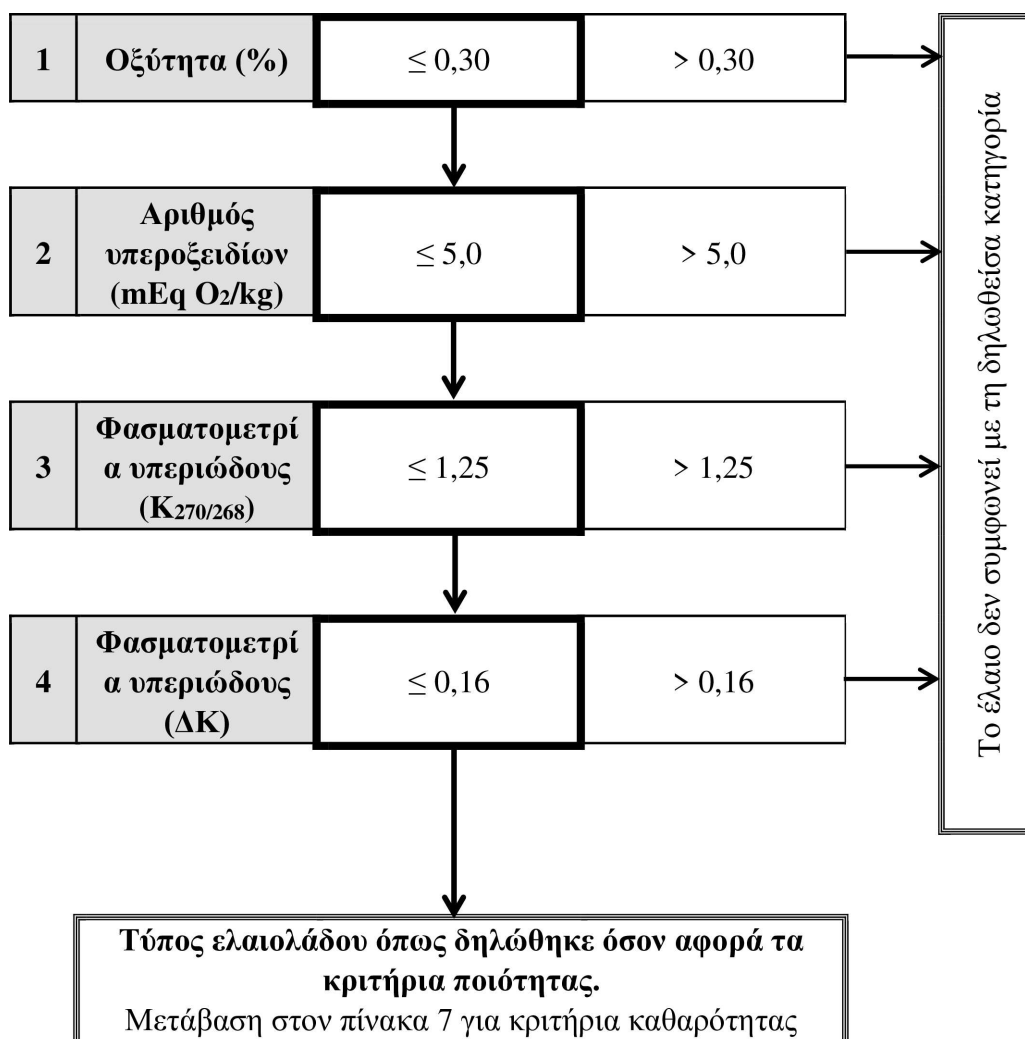 1 Οξύτητα (%) ≤ 0,30 > 0,30
2 Αριθμός
υπεροξειδίων
(mEq O₂/kg) ≤ 5,0 > 5,0
3 Φασματομετρί
α υπεριώδους
(K₂₇₀/₂₆₈) ≤ 1,25 > 1,25
4 Φασματομετρί
α υπεριώδους
(ΔΚ) ≤ 0,16 > 0,16
Το έλαιο δεν συμφωνεί με τη δηλωθείσα κατηγορία
Τύπος ελαιολάδου όπως δηλώθηκε όσον αφορά τα
κριτήρια ποιότητας.
Μετάβαση στον πίνακα 7 για κριτήρια καθαρότητας